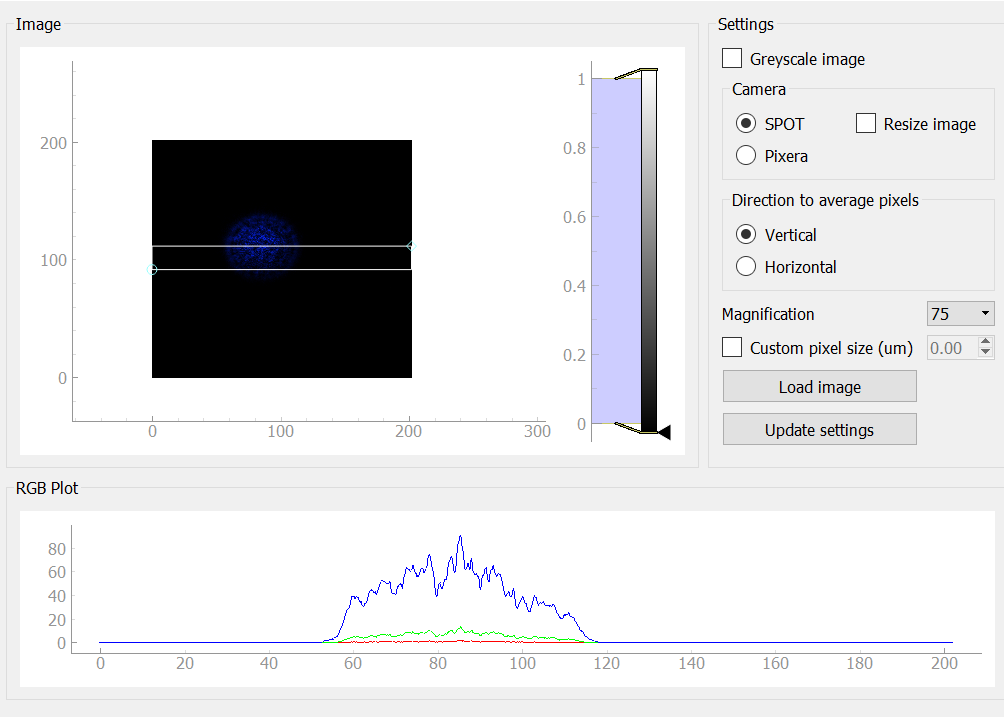 Image
200
100
0
0
100
200
300
1
0.8
0.6
0.4
0.2
0
Settings
Greyscale image
Camera
SPOT
Resize image
Pixera
Direction to average pixels
Vertical
Horizontal
Magnification
75
Custom pixel size (um)
0.00
Load image
Update settings
RGB Plot
80
60
40
20
0
0
20
40
60
80
100
120
140
160
180
200